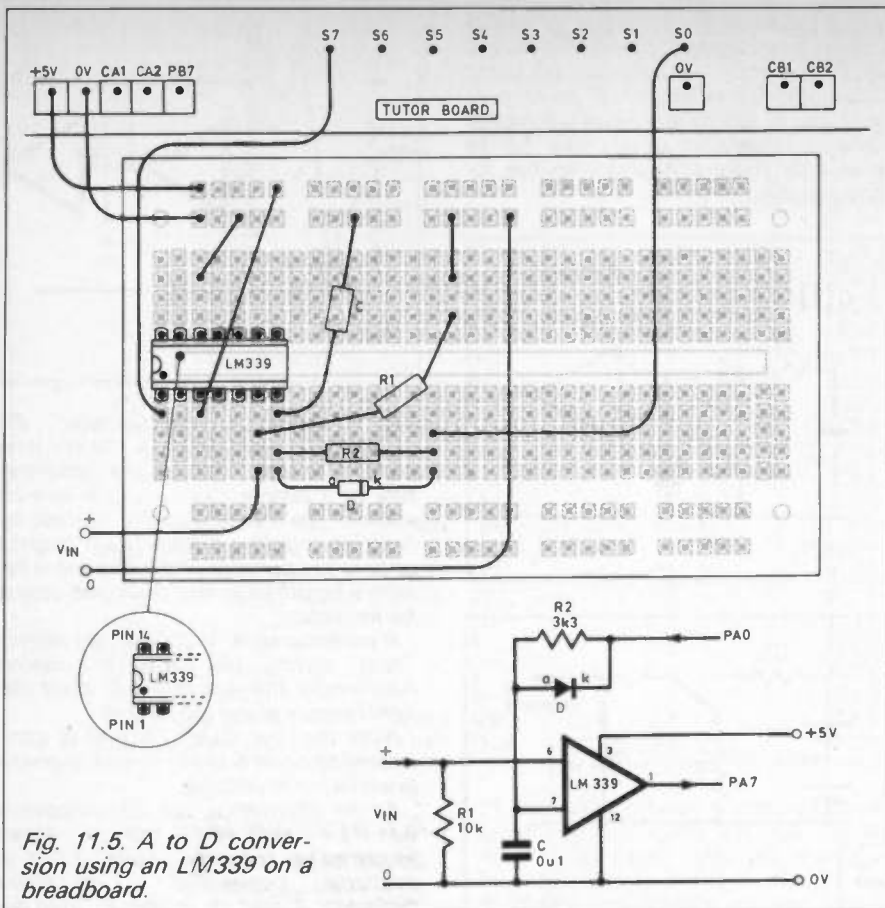 S7 S6 S5 S4 S3 S2 S1 S0
+5V 0V CA1 CA2 PB7
0V
CB1 CB2
TUTOR BOARD
C
LM339
R1
R2
a k
D
+
VIN
0
PIN 14
LM339
PIN 1
R2
3k3
PA0
a k
D
+5V
+
6
3
LM339
1
PA7
7
12
VIN
R1
10k
C
0u1
0
0V
Fig. 11.5. A to D conver-
sion using an LM339 on a
breadboard.